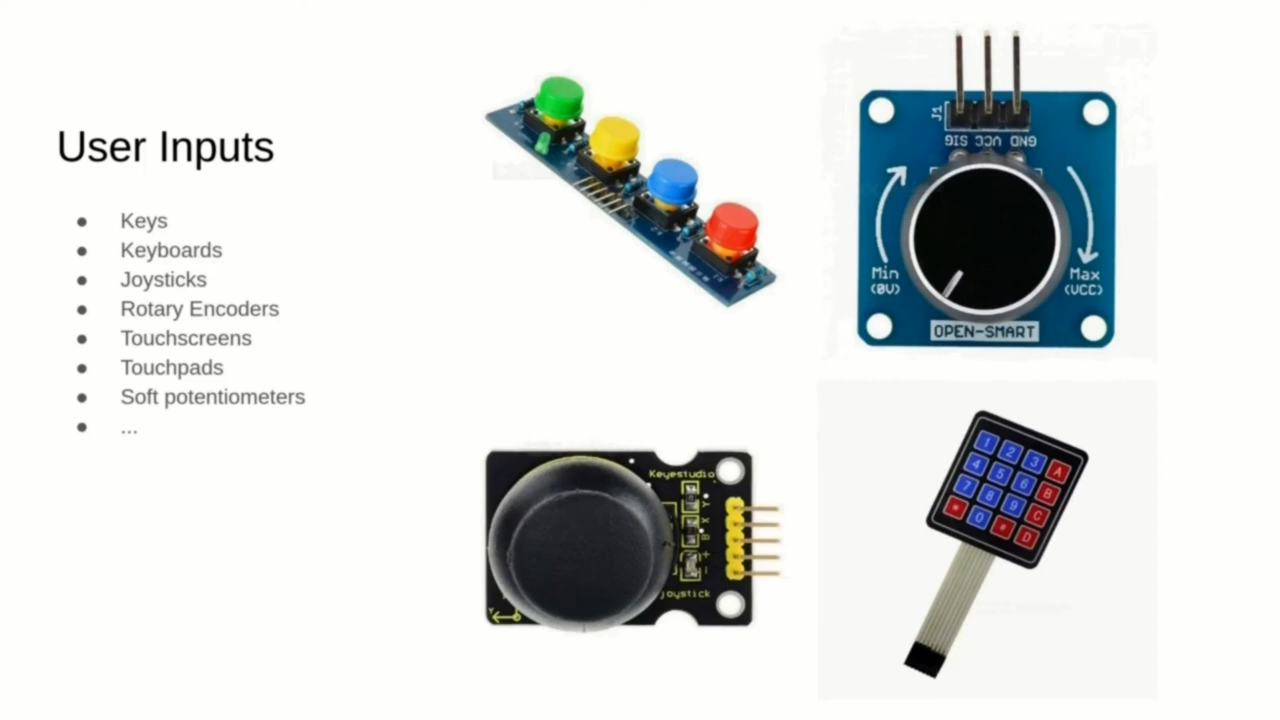 User Inputs
● Keys
● Keyboards
● Joysticks
● Rotary Encoders
● Touchscreens
● Touchpads
● Soft potentiometers
● ...
J1
SIG VCC GND
Min
(0V)
Max
(VCC)
OPEN-SMART
Keyestudio
Y
X
B
+
-
joystick
Y
1 2 3 A
4 5 6 B
7 8 9 C
* 0 # D